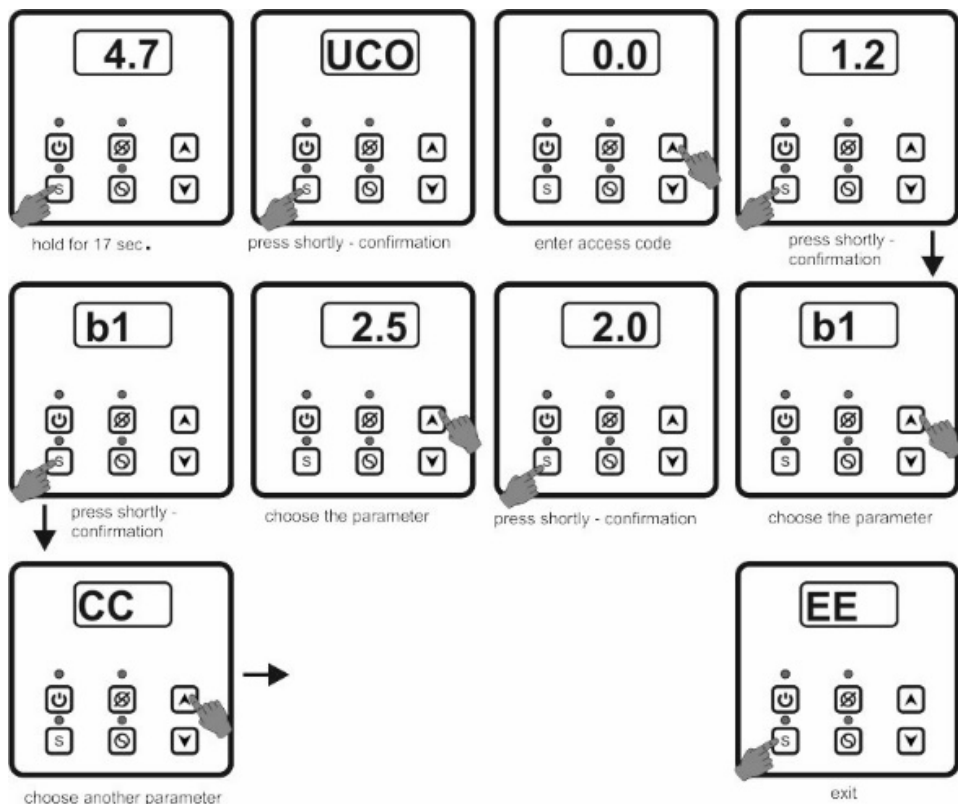 4.7
S
hold for 17 sec.
UCO
S
press shortly - confirmation
0.0
S
enter access code
1.2
S
press shortly -
confirmation
b1
S
press shortly -
confirmation
2.5
S
choose the parameter
2.0
S
press shortly - confirmation
b1
S
choose the parameter
CC
S
choose another parameter
EE
S
exit